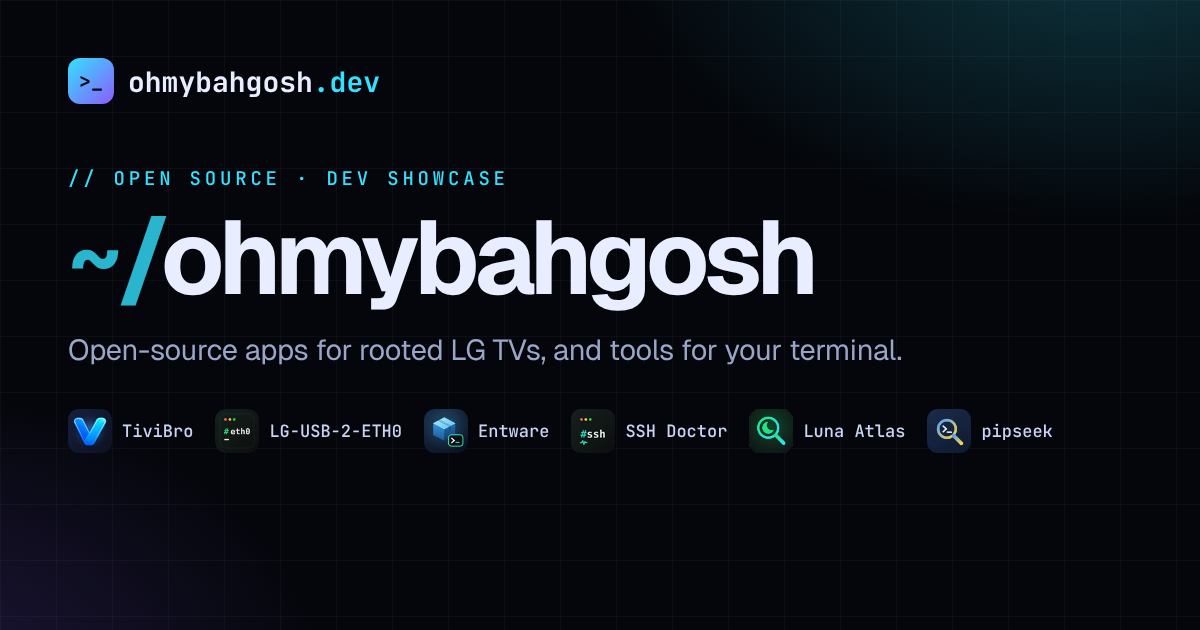 >_ ohmybahgosh.dev
// OPEN SOURCE · DEV SHOWCASE
~/ohmybahgosh
Open-source apps for rooted LG TVs, and tools for your terminal.
TiviBro #eth0 LG-USB-2-ETH0 >_ Entware #ssh SSH Doctor Luna Atlas >_ pipseek